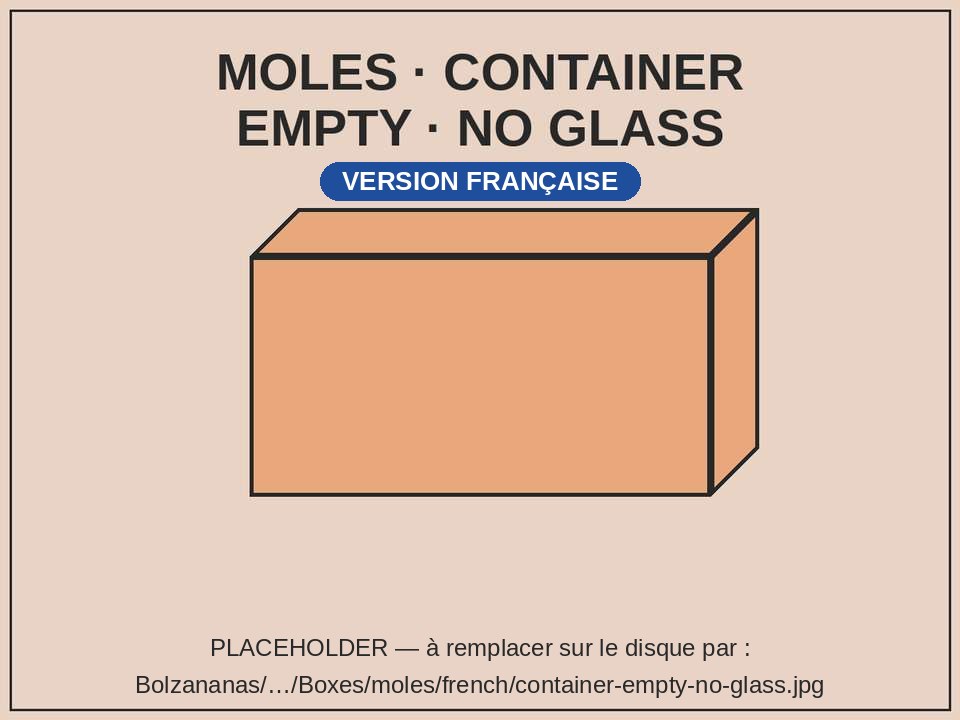 MOLES · CONTAINER
EMPTY · NO GLASS
VERSION FRANÇAISE
PLACEHOLDER — à remplacer sur le disque par :
Bolzananas/…/Boxes/moles/french/container-empty-no-glass.jpg